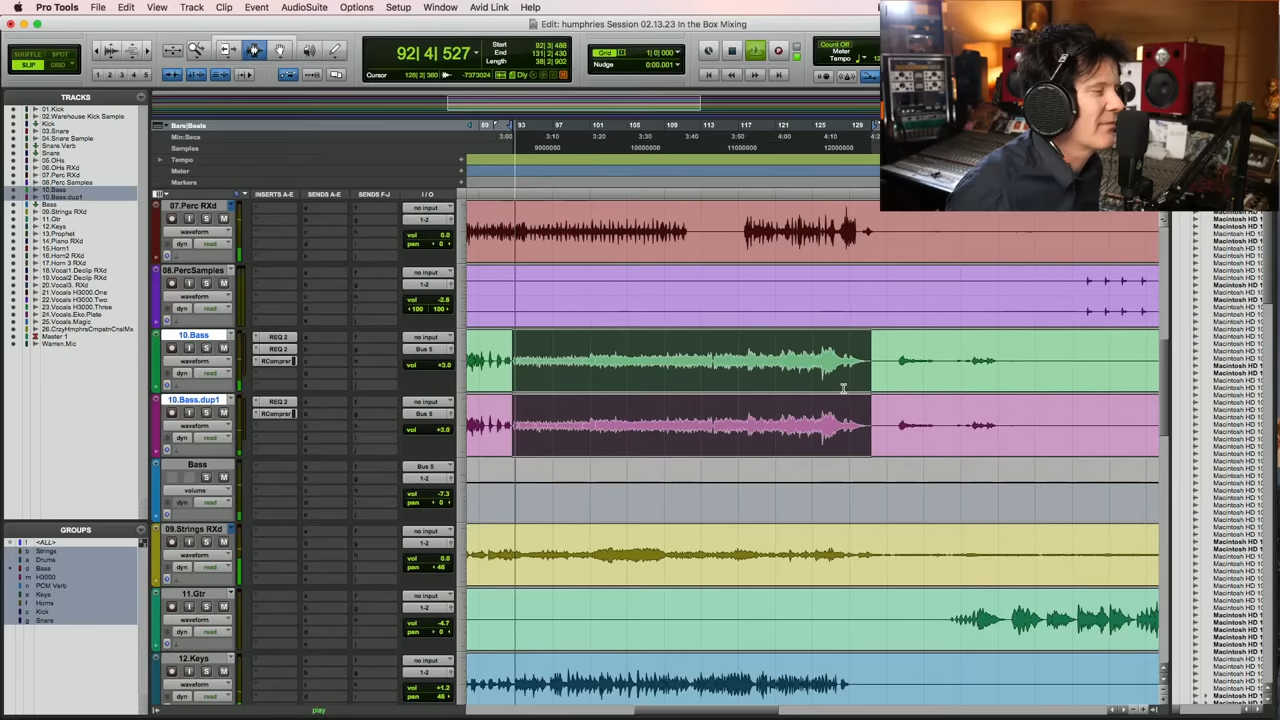 Pro Tools File Edit View Track Clip Event AudioSuite Options Setup Window Avid Link Help
Edit: humphries Session 02.13.23 In the Box Mixing
SHUFFLE SPOT
SLIP GRID
1 2 3 4 5
92| 4| 527
Start 92| 3| 488
End 131| 2| 430
Length 38| 2| 902
Cursor 126| 2| 360 -7373024 Dly
Grid 1| 0| 000
Nudge 0:00.001
Count Off
Meter
Tempo
TRACKS
01.Kick
02.Warehouse Kick Sample
Kick
03.Snare
04.Snare Sample
Snare.Verb
Snare
05.OHs
06.OHs RXd
07.Perc RXd
08.Perc Samples
10.Bass
10.Bass.dup1
Bass
09.Strings RXd
11.Gtr
12.Keys
13.Prophet
14.Piano RXd
15.Horn1
16.Horn2 RXd
17.Horn 3 RXd
18.Vocal1 Declip RXd
19.Vocal2 Declip RXd
20.Vocal3. RXd
21.Vocals H3000.One
22.Vocals H3000.Two
23.Vocals H3000.Three
24.Vocals.Eko.Plate
25.Vocals.Magic
26.CrzyHmphrsCmpstnCnslMx
Master 1
Warren.Mic
GROUPS
! <ALL>
b Strings
a Drums
d Bass
m H3000
n PCM Verb
e Keys
f Horns
c Kick
g Snare
Bars|Beats 89 93 97 101 105 109 113 117 121 125 129
Min:Secs 3:00 3:10 3:20 3:30 3:40 3:50 4:00 4:10
Samples 9000000 10000000 11000000 12000000
Tempo
Meter
Markers
INSERTS A-E SENDS A-E SENDS F-J I / O
07.Perc RXd
no input
1-2
waveform
vol 0.0
dyn read
pan 0
08.PercSamples
no input
1-2
waveform
vol -2.6
dyn read
100 100
10.Bass
REQ 2 no input
REQ 2 Bus 5
waveform RComprsr vol +3.0
dyn read
10.Bass.dup1
REQ 2 no input
RComprsr Bus 5
waveform vol +3.0
dyn read
Bass
Bus 5
1-2
volume
vol -7.3
dyn read
pan 0
09.Strings RXd
no input
1-2
waveform
vol 0.0
dyn read
pan 46
11.Gtr
no input
1-2
waveform
vol -4.7
dyn read
pan 0
12.Keys
no input
1-2
waveform
vol +1.2
dyn read
pan 48
play